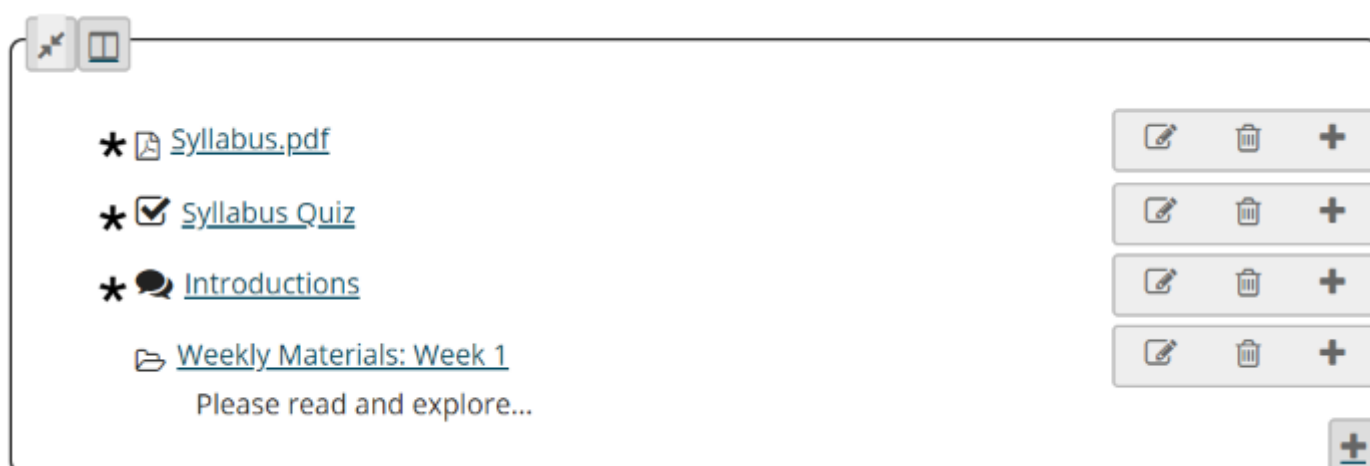 Syllabus.pdf
Syllabus Quiz
Introductions
Weekly Materials: Week 1
Please read and explore...